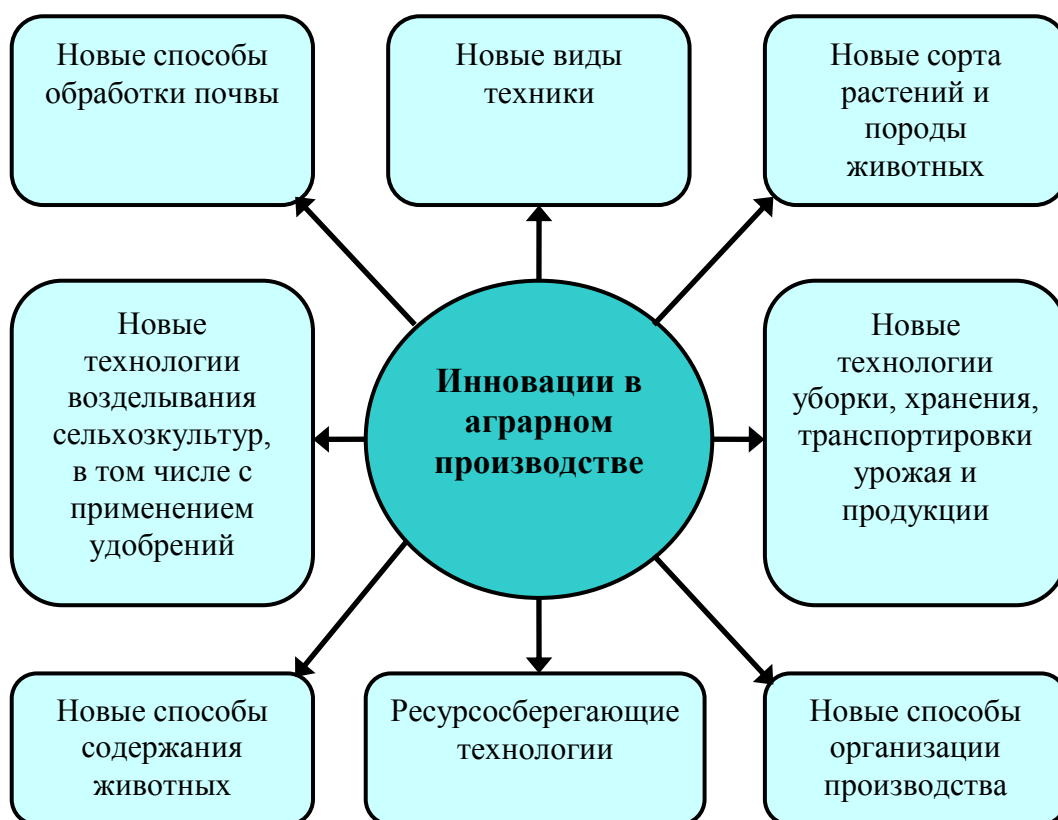 Новые способы
обработки почвы
Новые виды
техники
Новые сорта
растений и
породы
животных
Новые
технологии
возделывания
сельхозкультур,
в том числе с
применением
удобрений
Инновации в
аграрном
производстве
Новые
технологии
уборки, хранения,
транспортировки
урожая и
продукции
Новые способы
содержания
животных
Ресурсосберегающие
технологии
Новые способы
организации
производства